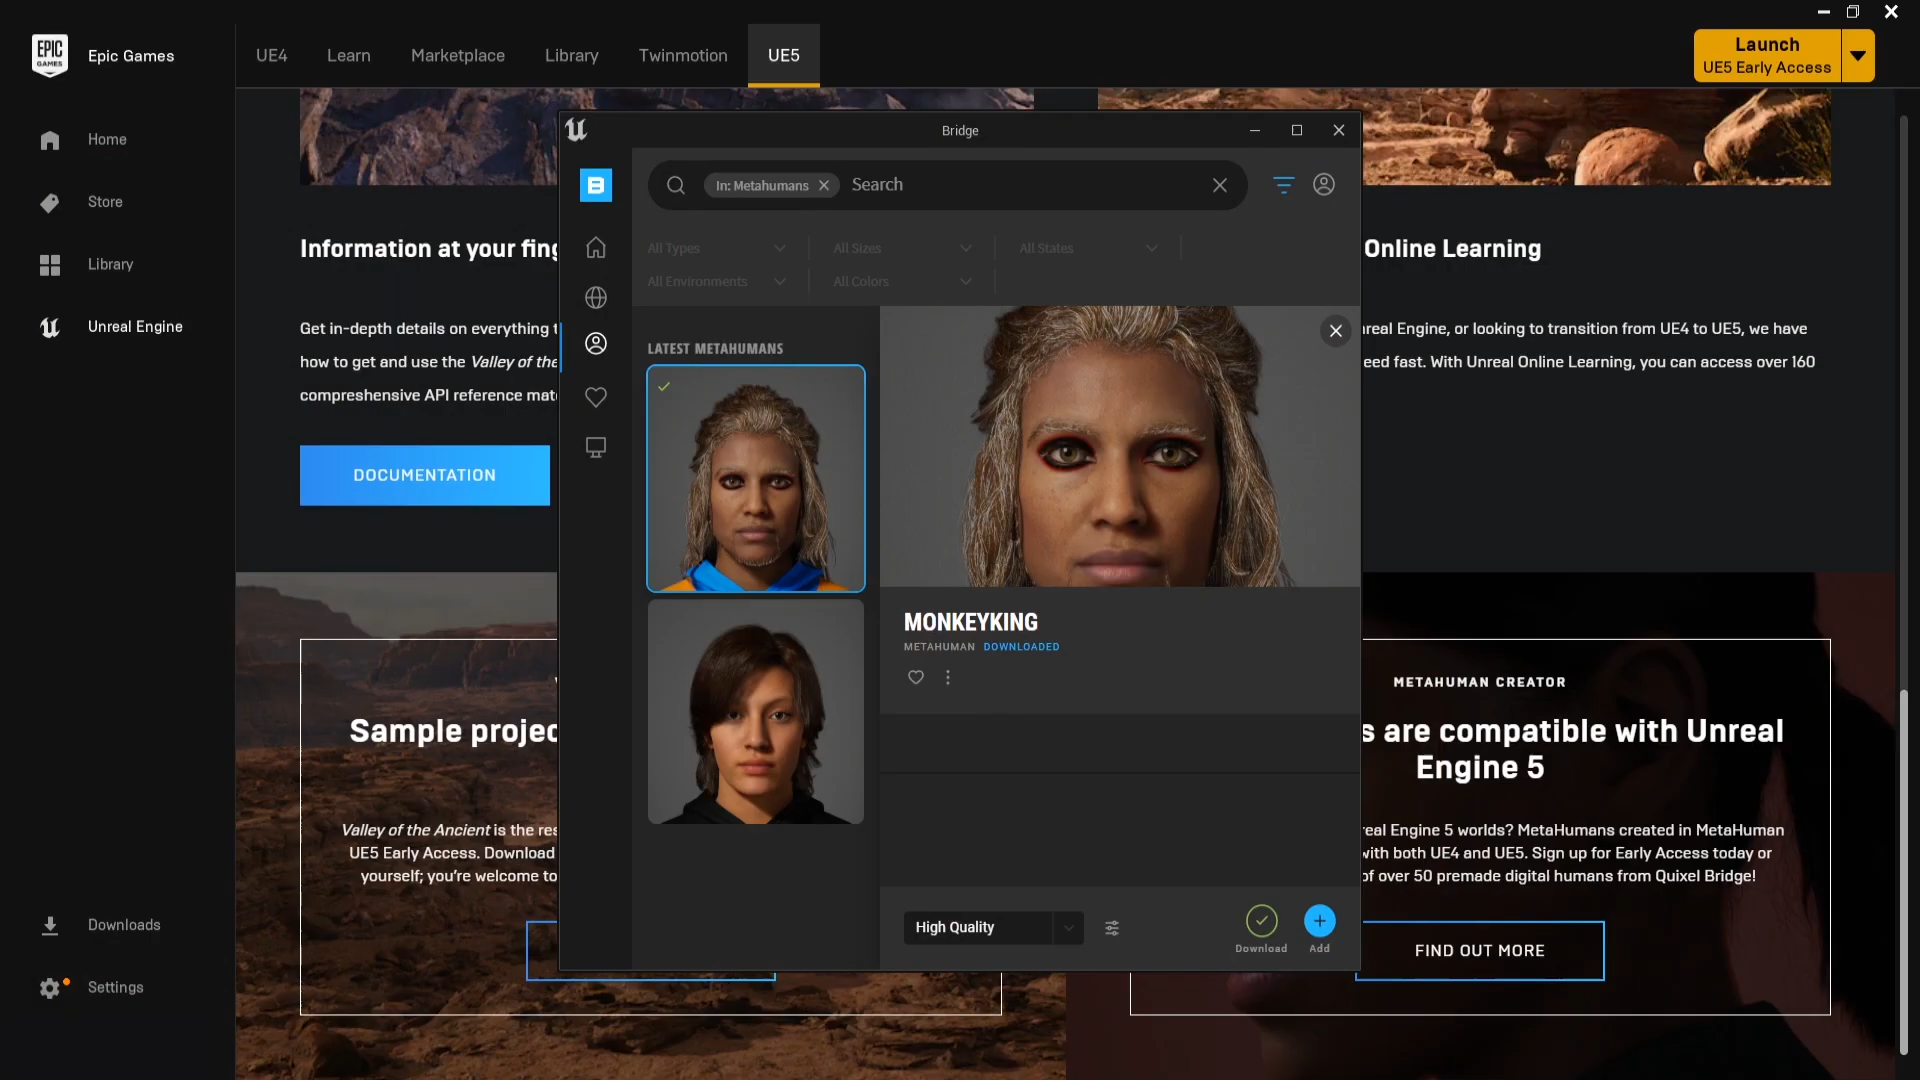 EPIC
GAMES
Epic Games
UE4
Learn
Marketplace
Library
Twinmotion
UE5
Launch
UE5 Early Access
Home
Store
Library
Unreal Engine
Downloads
Settings
Information at your fing
Get in-depth details on everything t
how to get and use the Valley of the
compreshensive API reference mat
DOCUMENTATION
Sample projec
Valley of the Ancient is the res
UE5 Early Access. Download
yourself; you're welcome to
Bridge
B
In: Metahumans
Search
All Types
All Sizes
All States
All Environments
All Colors
LATEST METAHUMANS
MONKEYKING
METAHUMAN DOWNLOADED
High Quality
Download
Add
Online Learning
nreal Engine, or looking to transition from UE4 to UE5, we have
eed fast. With Unreal Online Learning, you can access over 160
METAHUMAN CREATOR
s are compatible with Unreal
Engine 5
real Engine 5 worlds? MetaHumans created in MetaHuman
with both UE4 and UE5. Sign up for Early Access today or
of over 50 premade digital humans from Quixel Bridge!
FIND OUT MORE